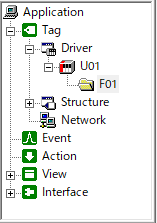 Application
Tag
Driver
U01
F01
Structure
Network
Event
Action
View
Interface